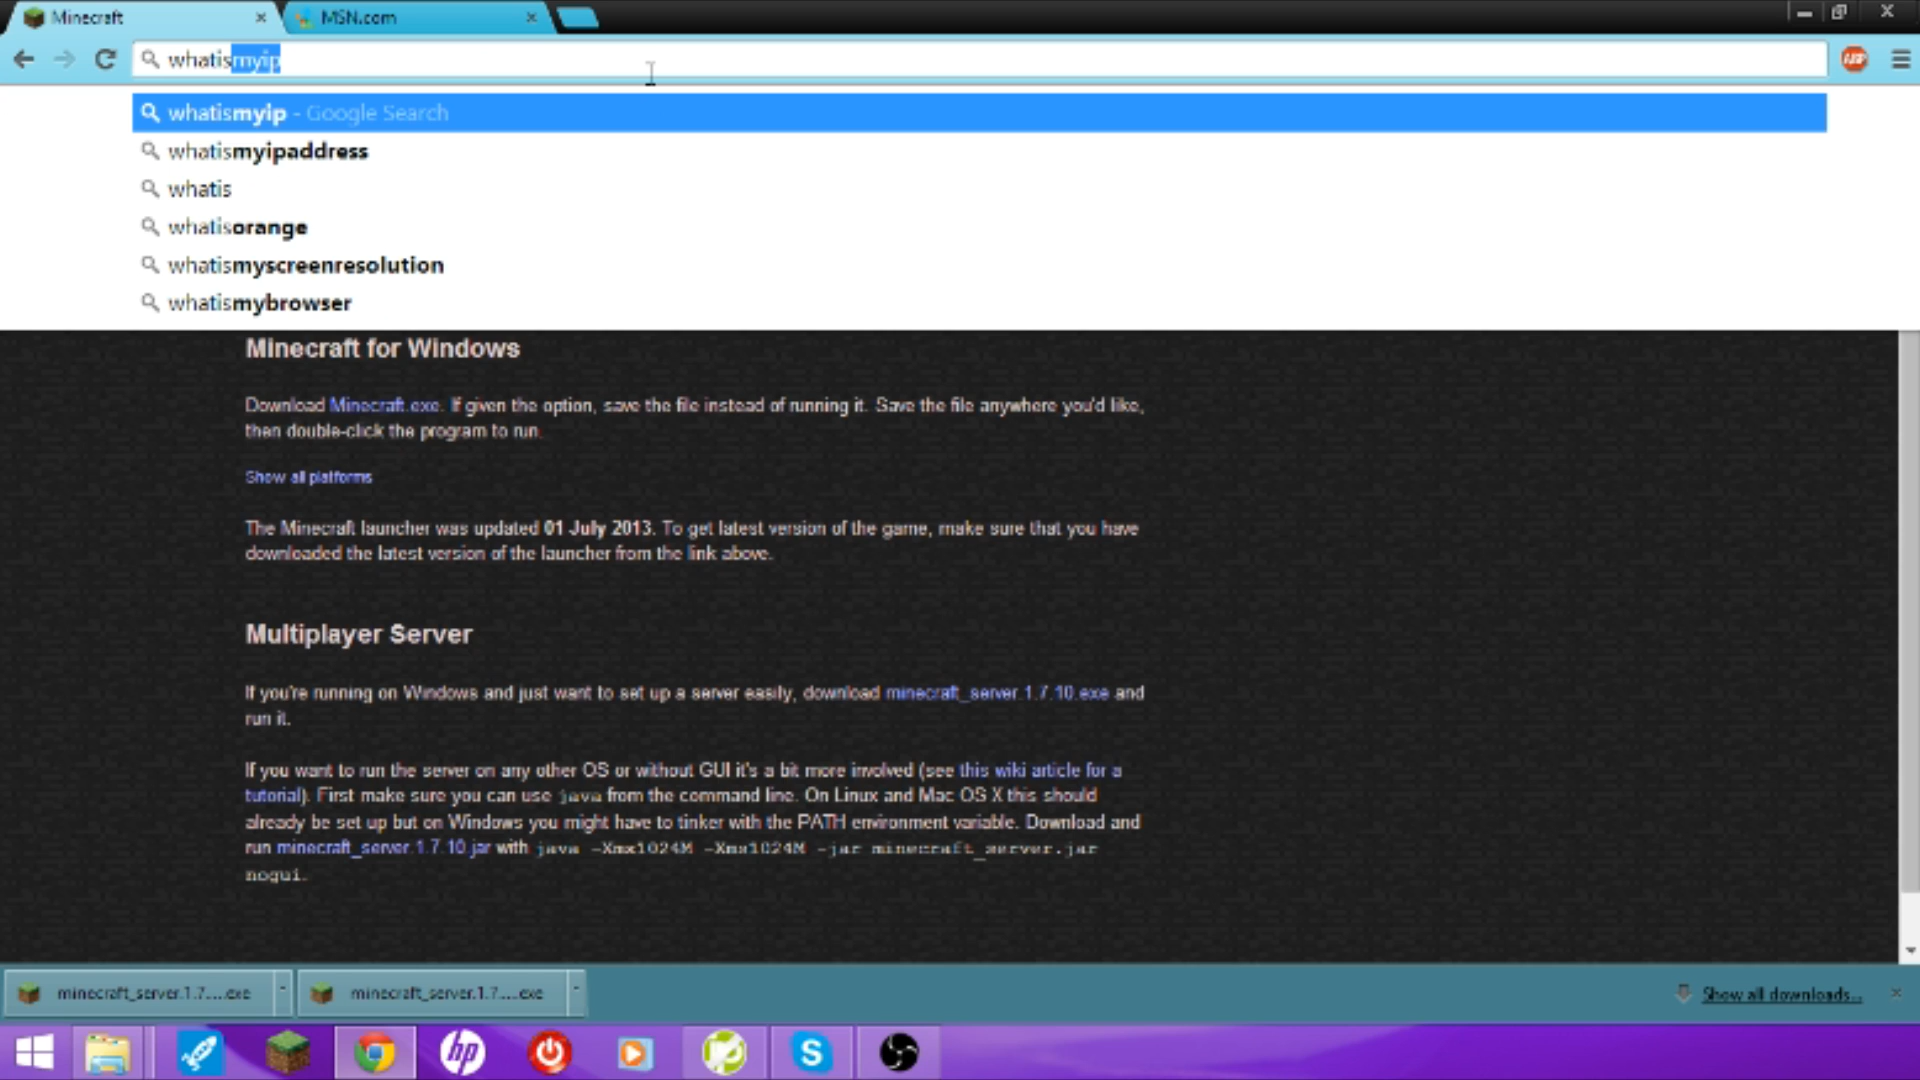 Minecraft
MSN.com
whatismyip
whatismyip - Google Search
whatismyipaddress
whatis
whatisorange
whatismyscreenresolution
whatismybrowser
Minecraft for Windows
Download Minecraft.exe. If given the option, save the file instead of running it. Save the file anywhere you'd like,
then double-click the program to run.
Show all platforms
The Minecraft launcher was updated 01 July 2013. To get latest version of the game, make sure that you have
downloaded the latest version of the launcher from the link above.
Multiplayer Server
If you're running on Windows and just want to set up a server easily, download minecraft_server.1.7.10.exe and
run it.
If you want to run the server on any other OS or without GUI it's a bit more involved (see this wiki article for a
tutorial). First make sure you can use java from the command line. On Linux and Mac OS X this should
already be set up but on Windows you might have to tinker with the PATH environment variable. Download and
run minecraft_server.1.7.10.jar with java -Xmx1024M -Xms1024M -jar minecraft_server.jar
nogui.
minecraft_server.1.7....exe
minecraft_server.1.7....exe
Show all downloads...
hp
S